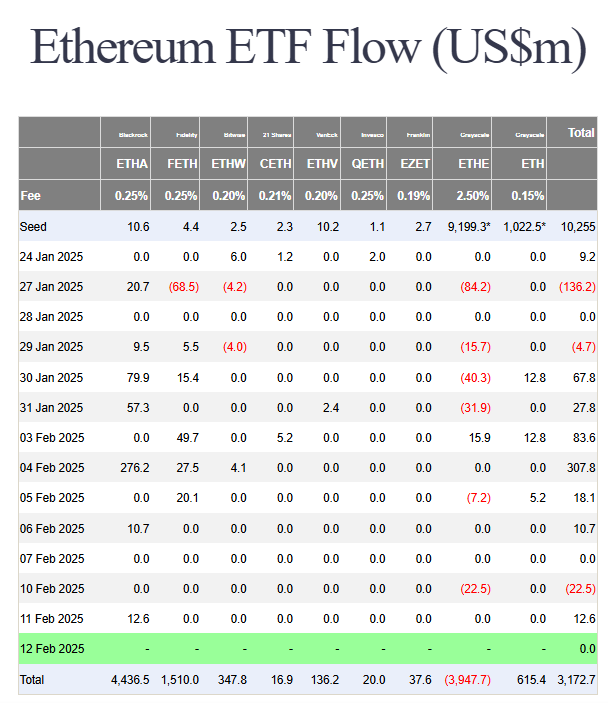 Ethereum ETF Flow (US$m)
Blackrock Fidelity Bitwise 21 Shares VanEck Invesco Franklin Grayscale Grayscale Total
ETHA FETH ETHW CETH ETHV QETH EZET ETHE ETH
Fee 0.25% 0.25% 0.20% 0.21% 0.20% 0.25% 0.19% 2.50% 0.15%
Seed 10.6 4.4 2.5 2.3 10.2 1.1 2.7 9,199.3* 1,022.5* 10,255
24 Jan 2025 0.0 0.0 6.0 1.2 0.0 2.0 0.0 0.0 0.0 9.2
27 Jan 2025 20.7 (68.5) (4.2) 0.0 0.0 0.0 0.0 (84.2) 0.0 (136.2)
28 Jan 2025 0.0 0.0 0.0 0.0 0.0 0.0 0.0 0.0 0.0 0.0
29 Jan 2025 9.5 5.5 (4.0) 0.0 0.0 0.0 0.0 (15.7) 0.0 (4.7)
30 Jan 2025 79.9 15.4 0.0 0.0 0.0 0.0 0.0 (40.3) 12.8 67.8
31 Jan 2025 57.3 0.0 0.0 0.0 2.4 0.0 0.0 (31.9) 0.0 27.8
03 Feb 2025 0.0 49.7 0.0 5.2 0.0 0.0 0.0 15.9 12.8 83.6
04 Feb 2025 276.2 27.5 4.1 0.0 0.0 0.0 0.0 0.0 0.0 307.8
05 Feb 2025 0.0 20.1 0.0 0.0 0.0 0.0 0.0 (7.2) 5.2 18.1
06 Feb 2025 10.7 0.0 0.0 0.0 0.0 0.0 0.0 0.0 0.0 10.7
07 Feb 2025 0.0 0.0 0.0 0.0 0.0 0.0 0.0 0.0 0.0 0.0
10 Feb 2025 0.0 0.0 0.0 0.0 0.0 0.0 0.0 (22.5) 0.0 (22.5)
11 Feb 2025 12.6 0.0 0.0 0.0 0.0 0.0 0.0 0.0 0.0 12.6
12 Feb 2025 - - - - - - - - - 0.0
Total 4,436.5 1,510.0 347.8 16.9 136.2 20.0 37.6 (3,947.7) 615.4 3,172.7